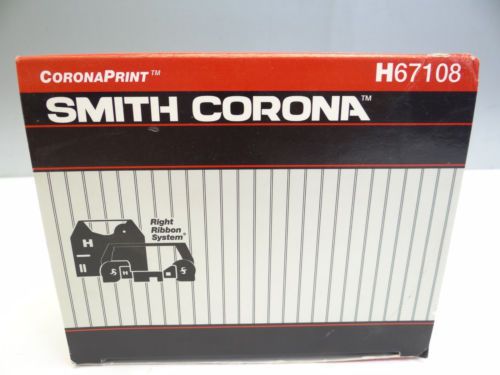 CORONAPRINT™
H67108
SMITH CORONA™
Right
Ribbon
System®
H
H